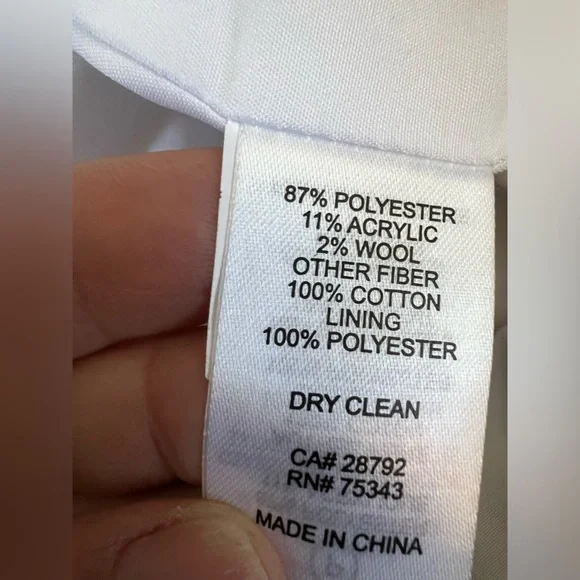 87% POLYESTER
11% ACRYLIC
2% WOOL
OTHER FIBER
100% COTTON
LINING
100% POLYESTER
DRY CLEAN
CA# 28792
RN# 75343
MADE IN CHINA